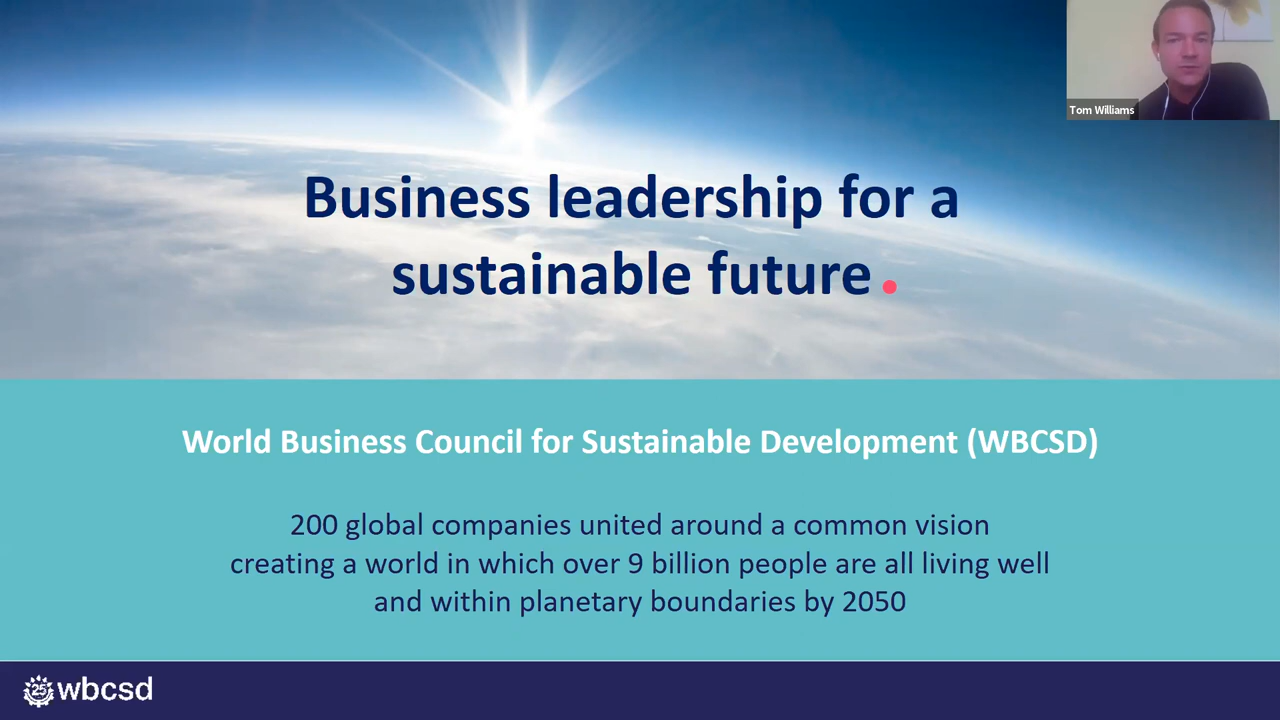 Tom Williams
Business leadership for a
sustainable future.
World Business Council for Sustainable Development (WBCSD)
200 global companies united around a common vision
creating a world in which over 9 billion people are all living well
and within planetary boundaries by 2050
25 wbcsd